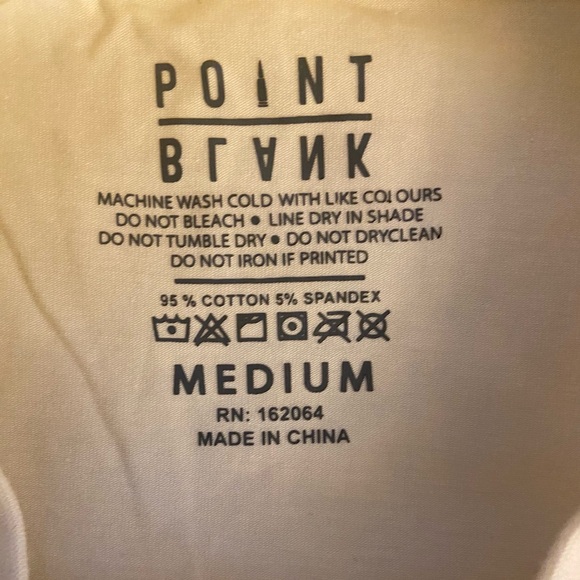 POINT
BLANK
MACHINE WASH COLD WITH LIKE COLOURS
DO NOT BLEACH • LINE DRY IN SHADE
DO NOT TUMBLE DRY • DO NOT DRYCLEAN
DO NOT IRON IF PRINTED
95 % COTTON 5% SPANDEX
MEDIUM
RN: 162064
MADE IN CHINA